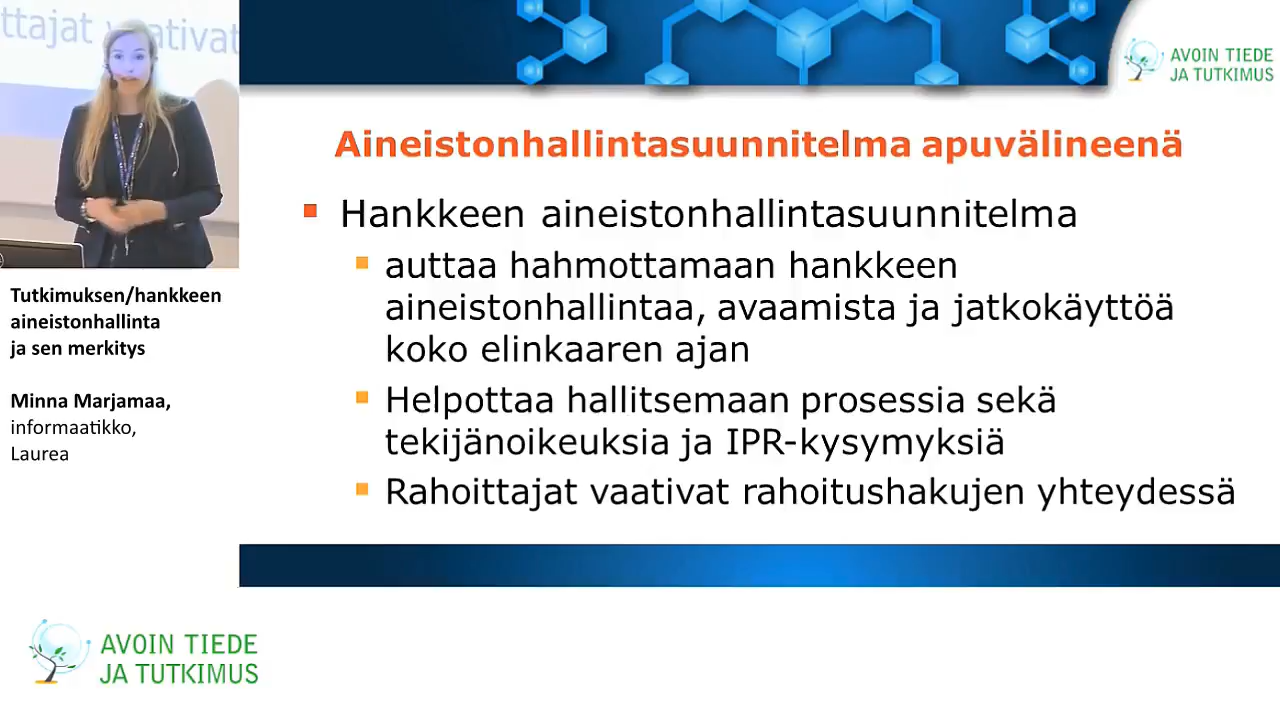 ttajat vaativat
Tutkimuksen/hankkeen
aineistonhallinta
ja sen merkitys
Minna Marjamaa,
informaatikko,
Laurea
AVOIN TIEDE
JA TUTKIMUS
Aineistonhallintasuunnitelma apuvälineenä
Hankkeen aineistonhallintasuunnitelma
auttaa hahmottamaan hankkeen
aineistonhallintaa, avaamista ja jatkokäyttöä
koko elinkaaren ajan
Helpottaa hallitsemaan prosessia sekä
tekijänoikeuksia ja IPR-kysymyksiä
Rahoittajat vaativat rahoitushakujen yhteydessä
AVOIN TIEDE
JA TUTKIMUS